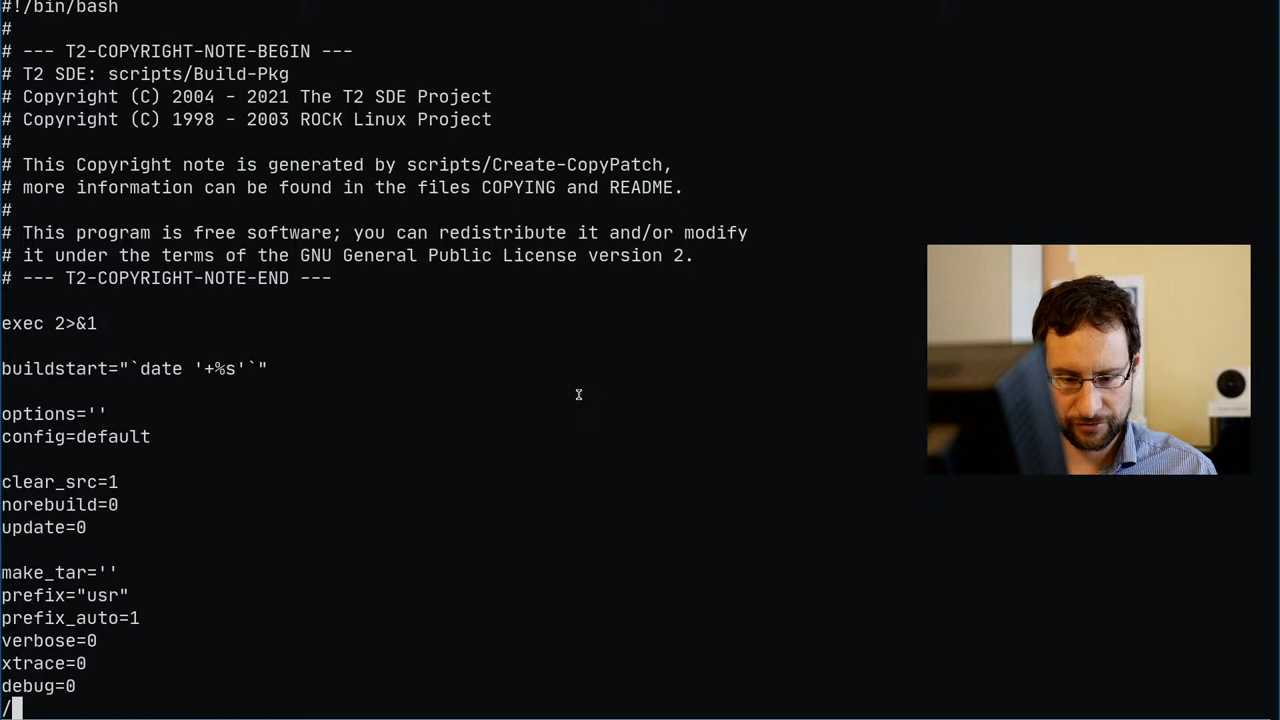 #!/bin/bash
#
# --- T2-COPYRIGHT-NOTE-BEGIN ---
# T2 SDE: scripts/Build-Pkg
# Copyright (C) 2004 - 2021 The T2 SDE Project
# Copyright (C) 1998 - 2003 ROCK Linux Project
#
# This Copyright note is generated by scripts/Create-CopyPatch,
# more information can be found in the files COPYING and README.
#
# This program is free software; you can redistribute it and/or modify
# it under the terms of the GNU General Public License version 2.
# --- T2-COPYRIGHT-NOTE-END ---
exec 2>&1
buildstart="`date '+%s'`"
options=''
config=default
clear_src=1
norebuild=0
update=0
make_tar=''
prefix="usr"
prefix_auto=1
verbose=0
xtrace=0
debug=0
/